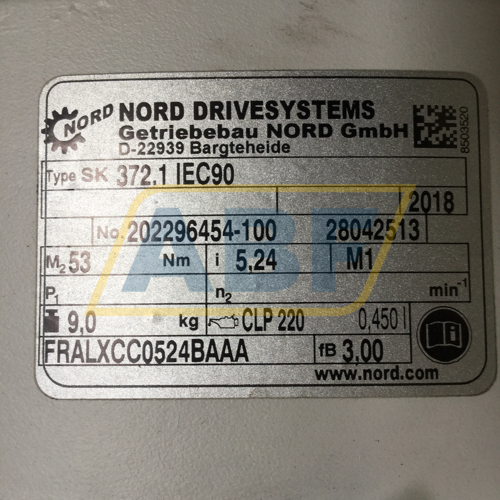 NORD
NORD DRIVESYSTEMS
Getriebebau NORD GmbH
D-22939 Bargteheide
8503520
Type SK 372.1 IEC90
2018
No. 202296454-100 28042513
M2 53 Nm i 5,24 M1
P1 n2 min-1
9,0 kg CLP 220 0,450 l
FRALXCC0524BAAA fB 3,00
www.nord.com
ABF